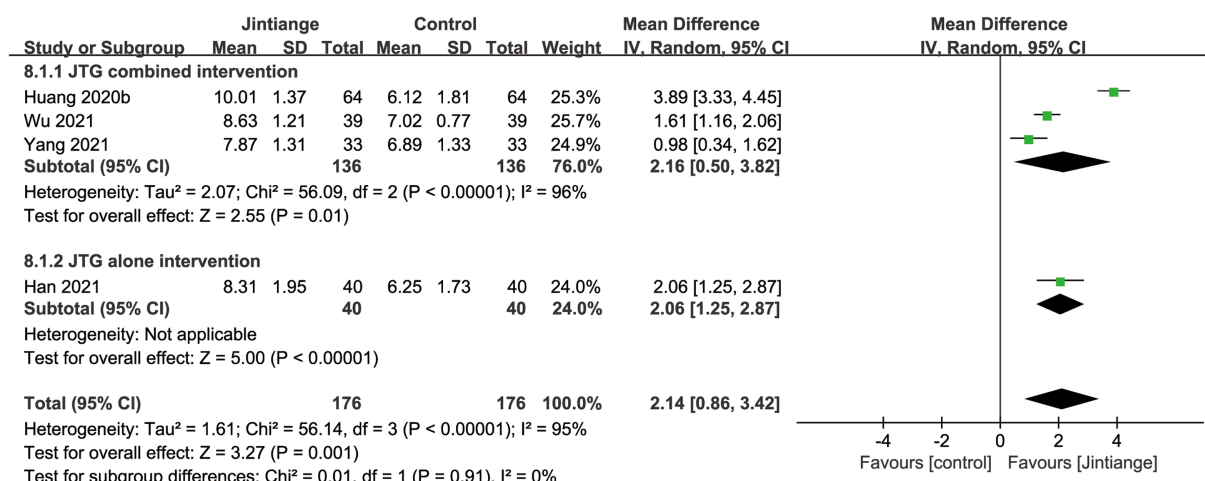 Jintiange Control Mean Difference Mean Difference
Study or Subgroup Mean SD Total Mean SD Total Weight IV, Random, 95% CI IV, Random, 95% CI
8.1.1 JTG combined intervention
Huang 2020b 10.01 1.37 64 6.12 1.81 64 25.3% 3.89 [3.33, 4.45]
Wu 2021 8.63 1.21 39 7.02 0.77 39 25.7% 1.61 [1.16, 2.06]
Yang 2021 7.87 1.31 33 6.89 1.33 33 24.9% 0.98 [0.34, 1.62]
Subtotal (95% CI) 136 136 76.0% 2.16 [0.50, 3.82]
Heterogeneity: Tau² = 2.07; Chi² = 56.09, df = 2 (P < 0.00001); I² = 96%
Test for overall effect: Z = 2.55 (P = 0.01)
8.1.2 JTG alone intervention
Han 2021 8.31 1.95 40 6.25 1.73 40 24.0% 2.06 [1.25, 2.87]
Subtotal (95% CI) 40 40 24.0% 2.06 [1.25, 2.87]
Heterogeneity: Not applicable
Test for overall effect: Z = 5.00 (P < 0.00001)
Total (95% CI) 176 176 100.0% 2.14 [0.86, 3.42]
Heterogeneity: Tau² = 1.61; Chi² = 56.14, df = 3 (P < 0.00001); I² = 95%
Test for overall effect: Z = 3.27 (P = 0.001)
Test for subgroup differences: Chi² = 0.01, df = 1 (P = 0.91), I² = 0%
-4 -2 0 2 4
Favours [control] Favours [Jintiange]